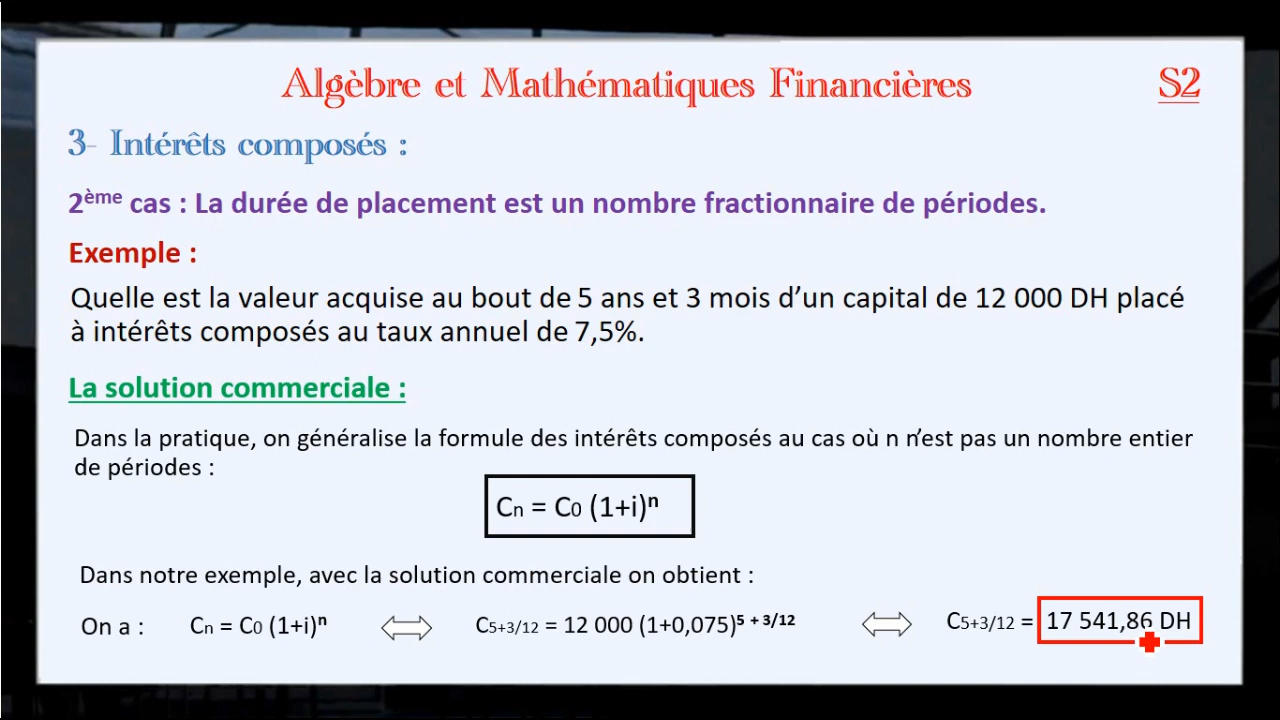 Algèbre et Mathématiques Financières S2
3- Intérêts composés :
2ème cas : La durée de placement est un nombre fractionnaire de périodes.
Exemple :
Quelle est la valeur acquise au bout de 5 ans et 3 mois d’un capital de 12 000 DH placé
à intérêts composés au taux annuel de 7,5%.
La solution commerciale :
Dans la pratique, on généralise la formule des intérêts composés au cas où n n’est pas un nombre entier
de périodes :
Cn = C0 (1+i)ⁿ
Dans notre exemple, avec la solution commerciale on obtient :
On a : Cn = C0 (1+i)ⁿ ⇔ C5+3/12 = 12 000 (1+0,075)^5 + 3/12 ⇔ C5+3/12 = 17 541,86 DH